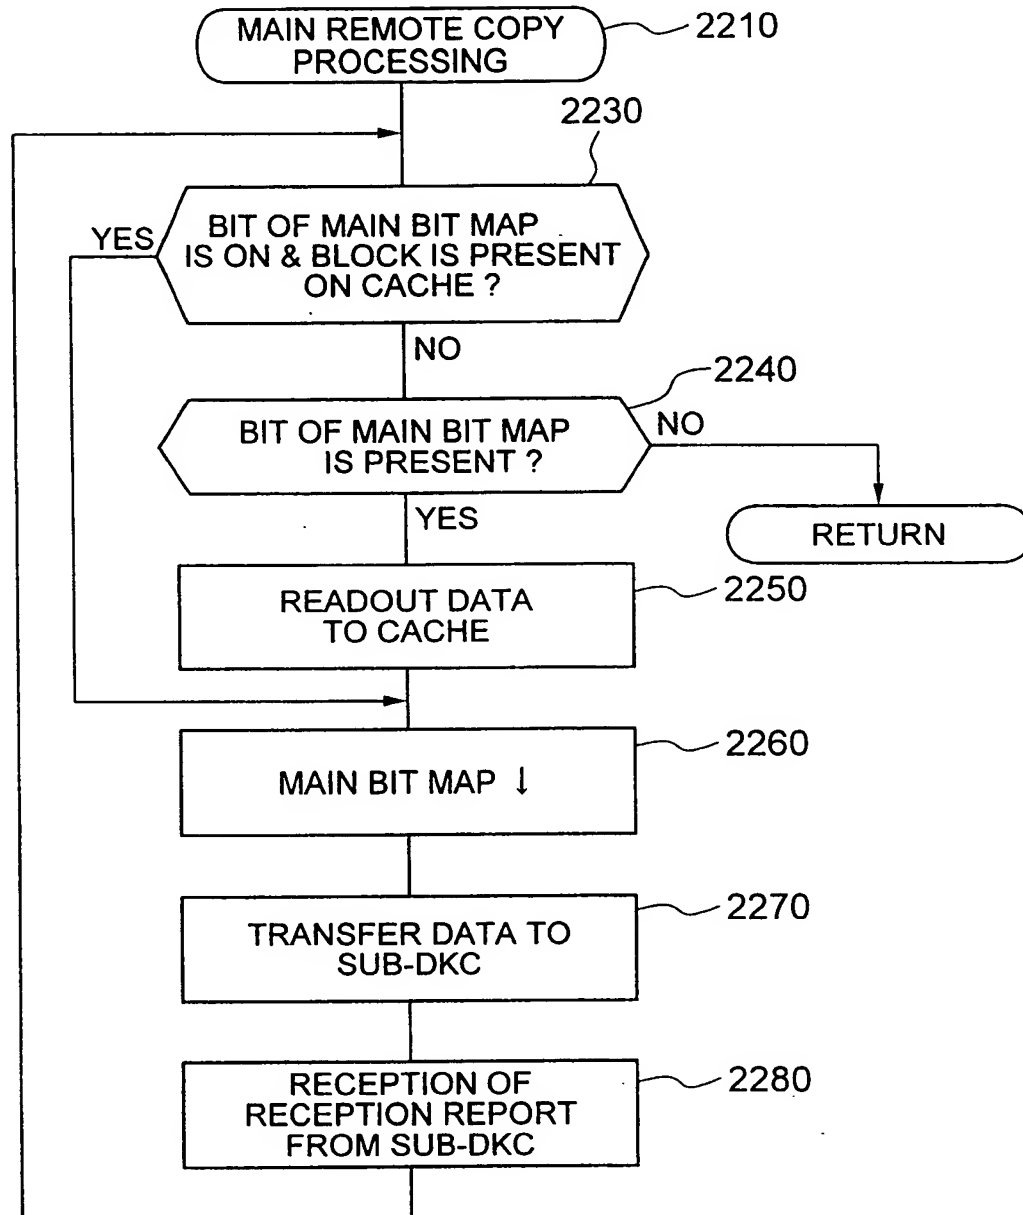 MAIN REMOTE COPY
PROCESSING
2210
2230
BIT OF MAIN BIT MAP
IS ON & BLOCK IS PRESENT
ON CACHE ?
YES
NO
2240
BIT OF MAIN BIT MAP
IS PRESENT ?
NO
YES
RETURN
2250
READOUT DATA
TO CACHE
2260
MAIN BIT MAP ↓
2270
TRANSFER DATA TO
SUB-DKC
2280
RECEPTION OF
RECEPTION REPORT
FROM SUB-DKC